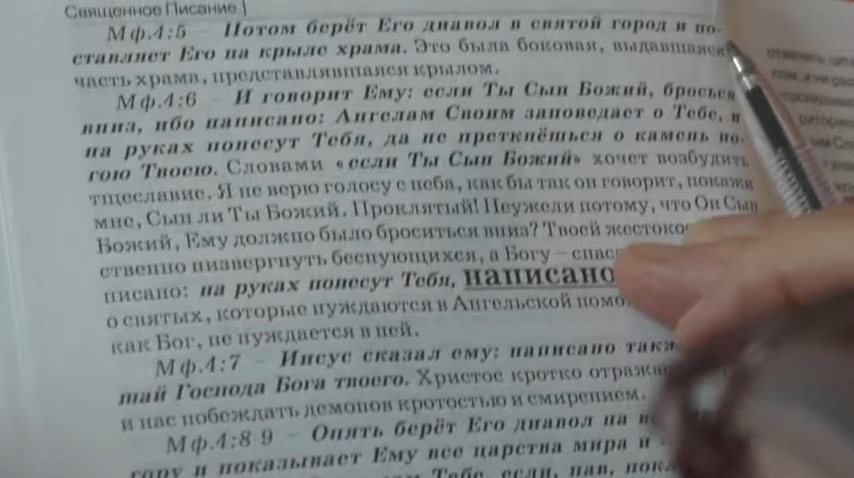 Священное Писание |
Мф.4:5 – Потом берёт Его диавол в святой город и по-
ставляет Его на крыле храма. Это была боковая, выдавшаяся
часть храма, представлявшаяся крылом.
Мф.4:6 – И говорит Ему: если Ты Сын Божий, бросься
вниз, ибо написано: Ангелам Своим заповедает о Тебе, и
на руках понесут Тебя, да не преткнёшься о камень но-
гою Твоею. Словами «если Ты Сын Божий» хочет возбудить
тщеславие. Я не верю голосу с неба, как бы так он говорит, покажи
мне, Сын ли Ты Божий. Проклятый! Неужели потому, что Он Сын
Божий, Ему должно было броситься вниз? Твоей
ственно низвергнуть беснующихся, а Богу –
писано: на руках понесут Тебя, написано
о святых, которые нуждаются в Ангельской
как Бог, не нуждается в ней.
Мф.4:7 – Иисус сказал ему: написано
шай Господа Бога твоего. Христос кротко
и нас побеждать демонов кротостью и смирением.
Мф.4:8 9 – Опять берёт Его диавол на
гору и показывает Ему все царства мира и
Тебе, если, пав,